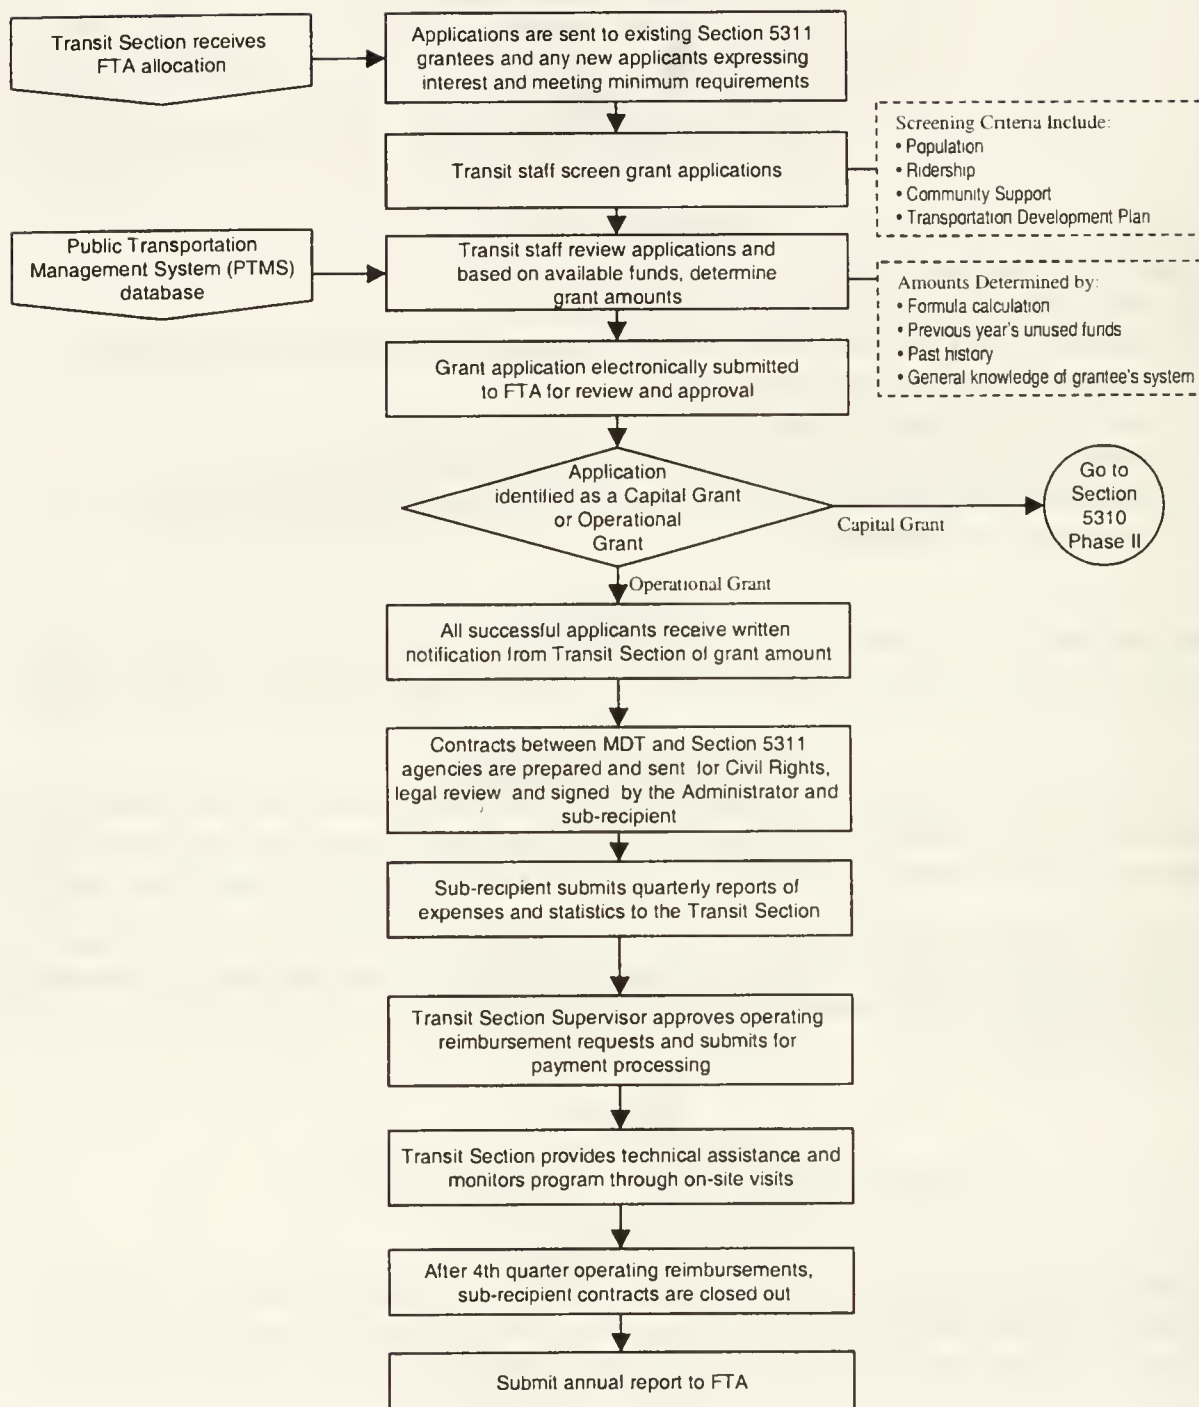 Transit Section receives
FTA allocation
Applications are sent to existing Section 5311
grantees and any new applicants expressing
interest and meeting minimum requirements
Transit staff screen grant applications
Screening Criteria Include:
• Population
• Ridership
• Community Support
• Transportation Development Plan
Public Transportation
Management System (PTMS)
database
Transit staff review applications and
based on available funds, determine
grant amounts
Amounts Determined by:
• Formula calculation
• Previous year's unused funds
• Past history
• General knowledge of grantee's system
Grant application electronically submitted
to FTA for review and approval
Application
identified as a Capital Grant
or Operational
Grant
Capital Grant
Go to
Section
5310
Phase II
Operational Grant
All successful applicants receive written
notification from Transit Section of grant amount
Contracts between MDT and Section 5311
agencies are prepared and sent for Civil Rights,
legal review and signed by the Administrator and
sub-recipient
Sub-recipient submits quarterly reports of
expenses and statistics to the Transit Section
Transit Section Supervisor approves operating
reimbursement requests and submits for
payment processing
Transit Section provides technical assistance and
monitors program through on-site visits
After 4th quarter operating reimbursements,
sub-recipient contracts are closed out
Submit annual report to FTA